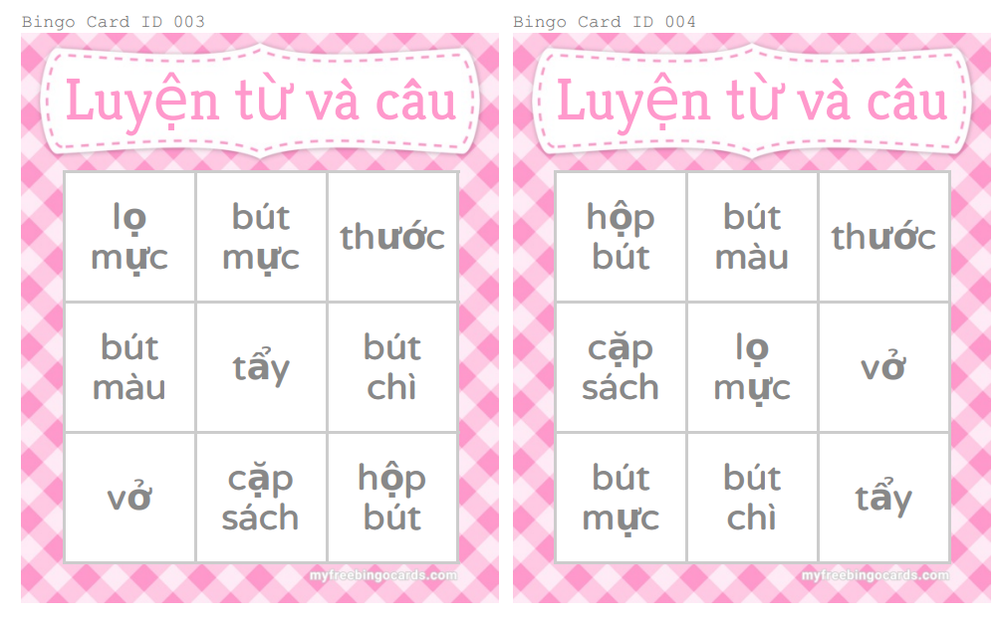 Bingo Card ID 003
Luyện từ và câu
lọ
mực
bút
mực
thước
bút
màu
tẩy
bút
chì
vở
cặp
sách
hộp
bút
myfreebingocards.com
Bingo Card ID 004
Luyện từ và câu
hộp
bút
bút
màu
thước
cặp
sách
lọ
mực
vở
bút
mực
bút
chì
tẩy
myfreebingocards.com